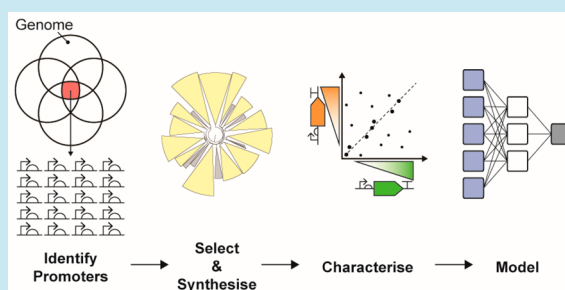 Genome
Identify
Promoters
Select
&
Synthesise
Characterise
Model